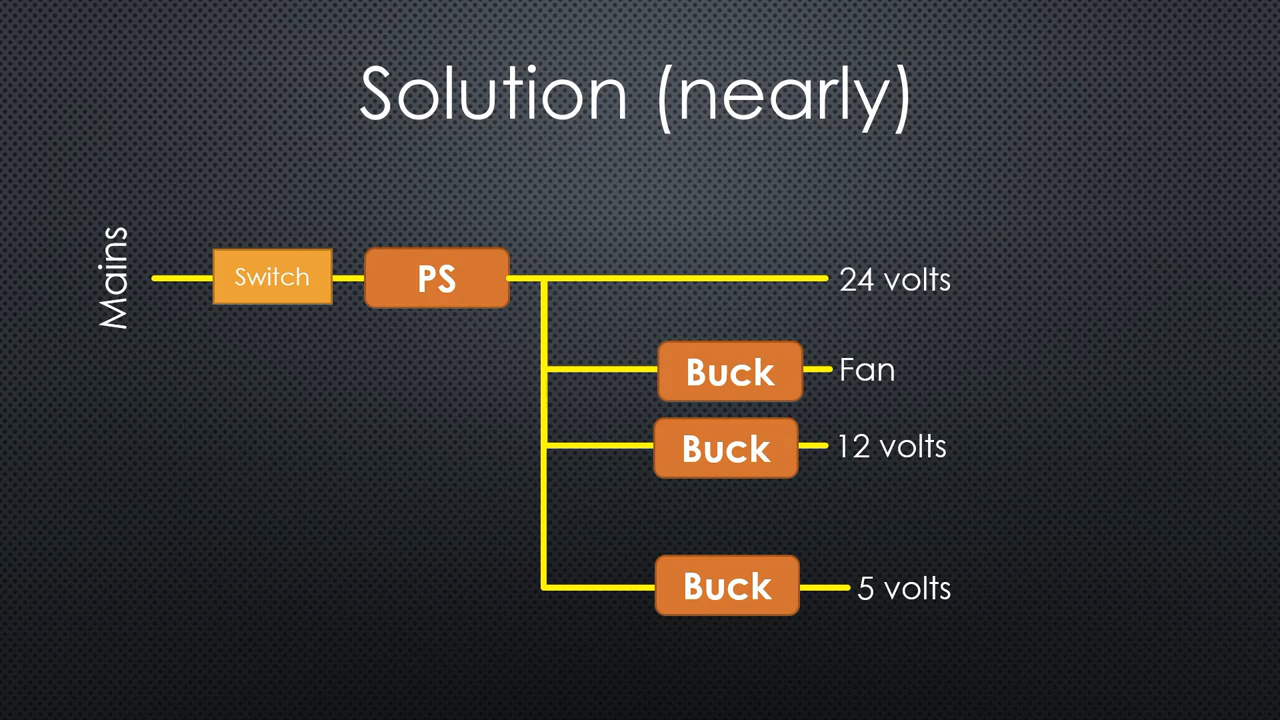 Solution (nearly)
Mains
Switch
PS
24 volts
Buck
Fan
Buck
12 volts
Buck
5 volts